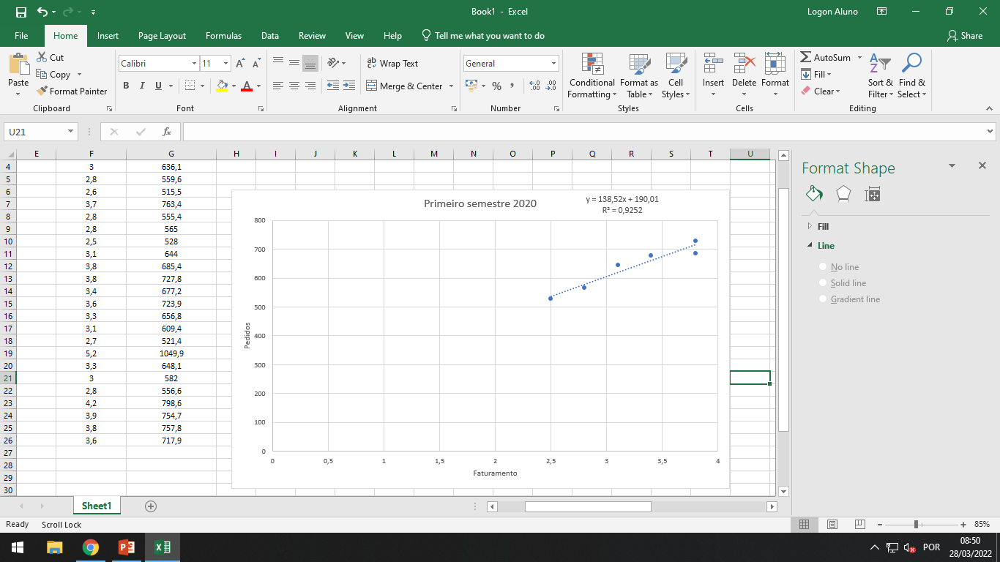 Book1 - Excel
Logon Aluno
File Home Insert Page Layout Formulas Data Review View Help Tell me what you want to do Share
Paste
Cut
Copy
Format Painter
Clipboard
Calibri 11
B I U
Font
Wrap Text
Merge & Center
Alignment
General
Number
Conditional Formatting
Format as Table
Cell Styles
Styles
Insert Delete Format
Cells
AutoSum
Fill
Clear
Sort & Filter
Find & Select
Editing
U21
fx
E F G H I J K L M N O P Q R S T U
4 3 636,1
5 2,8 559,6
6 2,6 515,5
7 3,7 763,4
8 2,8 555,4
9 2,8 565
10 2,5 528
11 3,1 644
12 3,8 685,4
13 3,8 727,8
14 3,4 677,2
15 3,6 723,9
16 3,3 656,8
17 3,1 609,4
18 2,7 521,4
19 5,2 1049,9
20 3,3 648,1
21 3 582
22 2,8 556,6
23 4,2 798,6
24 3,9 754,7
25 3,8 757,8
26 3,6 717,9
27
28
29
30
Primeiro semestre 2020
y = 138,52x + 190,01
R² = 0,9252
800
700
600
500
400
300
200
100
0
Pedidos
0 0,5 1 1,5 2 2,5 3 3,5 4
Faturamento
Format Shape
Fill
Line
No line
Solid line
Gradient line
Sheet1
Ready Scroll Lock
85%
POR
08:50
28/03/2022